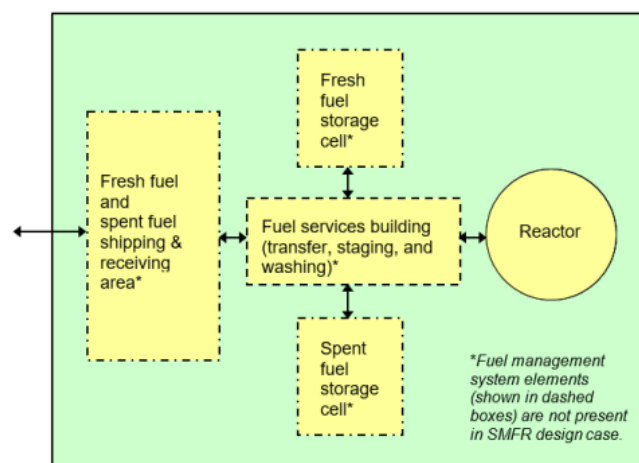 Fresh
fuel
storage
cell*
Fresh fuel
and
spent fuel
shipping &
receiving
area*
Fuel services building
(transfer, staging, and
washing)*
Reactor
Spent
fuel
storage
cell*
*Fuel management
system elements
(shown in dashed
boxes) are not present
in SMFR design case.